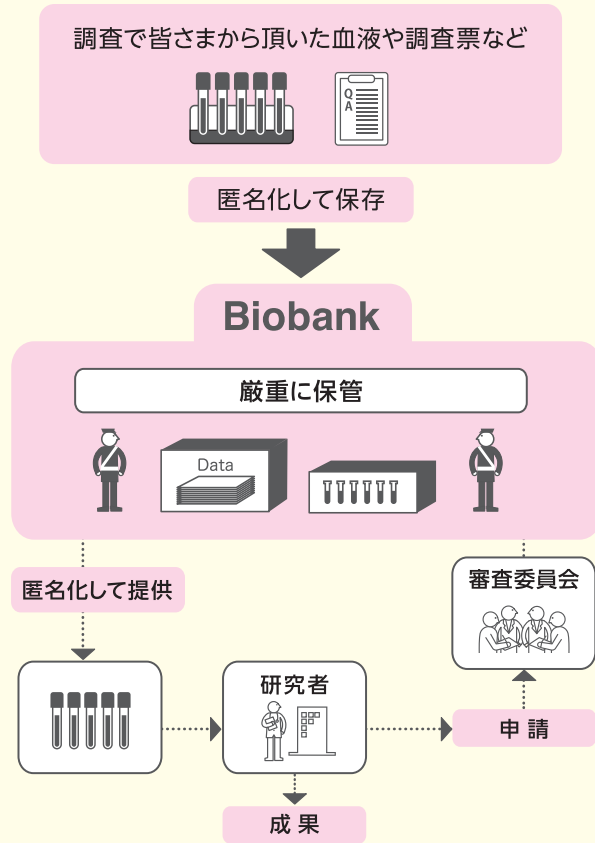 調査で皆さまから頂いた血液や調査票など
Q
A
匿名化して保存
Biobank
厳重に保管
Data
匿名化して提供
審査委員会
研究者
申請
成果